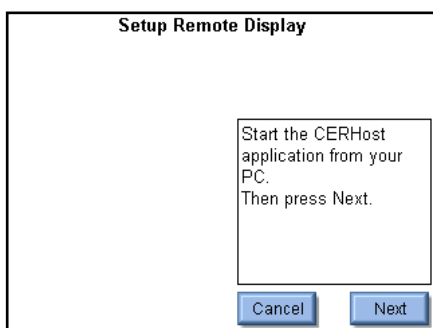 Setup Remote Display
Start the CERHost
application from your
PC.
Then press Next.
Cancel
Next